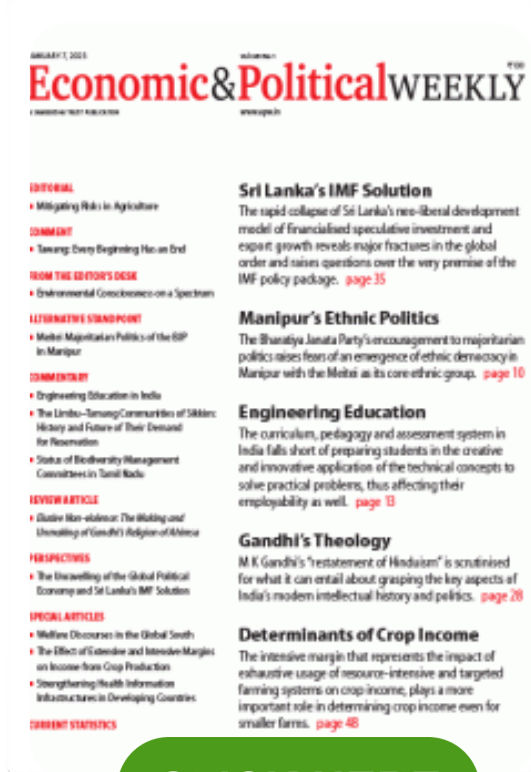 JANUARY 7, 2023
₹130
Economic&PoliticalWEEKLY
A SAMEEKSHA TRUST PUBLICATION
www.epw.in
EDITORIAL
Mitigating Risks in Agriculture
COMMENT
Tawang: Every Beginning Has an End
FROM THE EDITOR'S DESK
Environmental Consciousness on a Spectrum
ALTERNATIVE STANDPOINT
Meitei Majoritarian Politics of the BJP
in Manipur
COMMENTARY
Engineering Education in India
The Limbu–Tamang Communities of Sikkim:
History and Future of Their Demand
for Reservation
Status of Biodiversity Management
Committees in Tamil Nadu
REVIEW ARTICLE
Elusive Non-violence: The Making and
Unmaking of Gandhi's Religion of Ahimsa
PERSPECTIVES
The Unravelling of the Global Political
Economy and Sri Lanka's IMF Solution
SPECIAL ARTICLES
Welfare Discourses in the Global South
The Effect of Extensive and Intensive Margins
on Income from Crop Production
Strengthening Health Information
Infrastructures in Developing Countries
CURRENT STATISTICS
Sri Lanka's IMF Solution
The rapid collapse of Sri Lanka's neo-liberal development
model of financialised speculative investment and
export growth reveals major fractures in the global
order and raises questions over the very premise of the
IMF policy package. page 35
Manipur's Ethnic Politics
The Bharatiya Janata Party's encouragement to majoritarian
politics raises fears of an emergence of ethnic democracy in
Manipur with the Meitei as its core ethnic group. page 10
Engineering Education
The curriculum, pedagogy and assessment system in
India falls short of preparing students in the creative
and innovative application of the technical concepts to
solve practical problems, thus affecting their
employability as well. page 13
Gandhi's Theology
M K Gandhi's "restatement of Hinduism" is scrutinised
for what it can entail about grasping the key aspects of
India's modern intellectual history and politics. page 28
Determinants of Crop Income
The intensive margin that represents the impact of
exhaustive usage of resource-intensive and targeted
farming systems on crop income, plays a more
important role in determining crop income even for
smaller farms. page 48